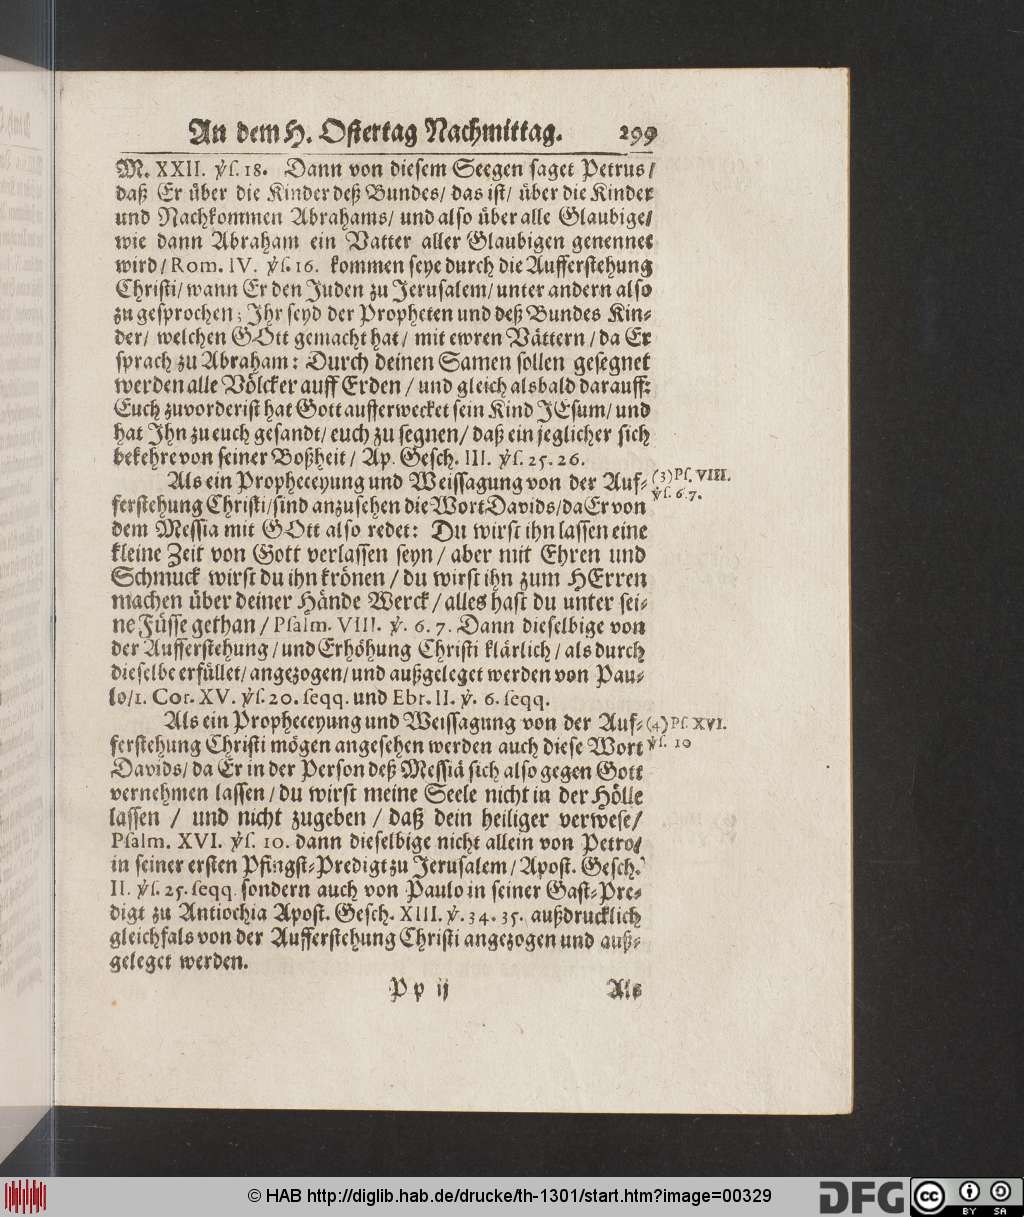 An dem H. Ostertag Nachmittag. 299
M. XXII. vſ. 18. Dann von dieſem Seegen ſaget Petrus/
daß Er über die Kinder deß Bundes/ das iſt/ über die Kinder
und Nachkommen Abrahams/ und alſo über alle Glaubige/
wie dann Abraham ein Vatter aller Glaubigen genennet
wird/ Rom. IV. vſ. 16. kommen ſeye durch die Aufferſtehung
Chriſti/ wann Er den Juden zu Jeruſalem/ unter andern alſo
zu geſprochen; Ihr ſeyd der Propheten und deß Bundes Kin-
der/ welchen GOtt gemacht hat/ mit ewren Vättern/ da Er
ſprach zu Abraham: Durch deinen Samen ſollen geſegnet
werden alle Völcker auff Erden/ und gleich alsbald darauff:
Euch zuvorderiſt hat Gott aufferwecket ſein Kind JEſum/ und
hat Ihn zu euch geſandt/ euch zu ſegnen/ daß ein jeglicher ſich
bekehre von ſeiner Boßheit/ Ap. Geſch. III. vſ. 25. 26.
Als ein Propheceyung und Weiſſagung von der Auf- (3) Pſ. VIII.
ferſtehung Chriſti/ ſind anzuſehen die Wort Davids/ da Er von vſ. 6. 7.
dem Meſſia mit GOtt alſo redet: Du wirſt ihn laſſen eine
kleine Zeit von Gott verlaſſen ſeyn/ aber mit Ehren und
Schmuck wirſt du ihn krönen/ du wirſt ihn zum HErren
machen über deiner Hände Werck/ alles haſt du unter ſei-
ne Füſſe gethan/ Pſalm. VIII. v. 6. 7. Dann dieſelbige von
der Aufferſtehung/ und Erhöhung Chriſti klärlich/ als durch
dieſelbe erfüllet/ angezogen/ und außgeleget werden von Pau-
lo/ 1. Cor. XV. vſ. 20. ſeqq. und Ebr. II. v. 6. ſeqq.
Als ein Propheceyung und Weiſſagung von der Auf- (4) Pſ. XVI.
ferſtehung Chriſti mögen angeſehen werden auch dieſe Wort vſ. 10
Davids/ da Er in der Perſon deß Meſſiä ſich alſo gegen Gott
vernehmen laſſen/ du wirſt meine Seele nicht in der Hölle
laſſen / und nicht zugeben/ daß dein heiliger verweſe/
Pſalm. XVI. vſ. 10. dann dieſelbige nicht allein von Petro/
in ſeiner erſten Pfingſt-Predigt zu Jeruſalem/ Apoſt. Geſch.
II. vſ. 25. ſeqq. ſondern auch von Paulo in ſeiner Gaſt-Pre-
digt zu Antiochia Apoſt. Geſch. XIII. v. 34. 35. außdrucklich
gleichfals von der Aufferſtehung Chriſti angezogen und auß-
geleget werden.
Pp ij Als
© HAB http://diglib.hab.de/drucke/th-1301/start.htm?image=00329
DFG cc BY SA